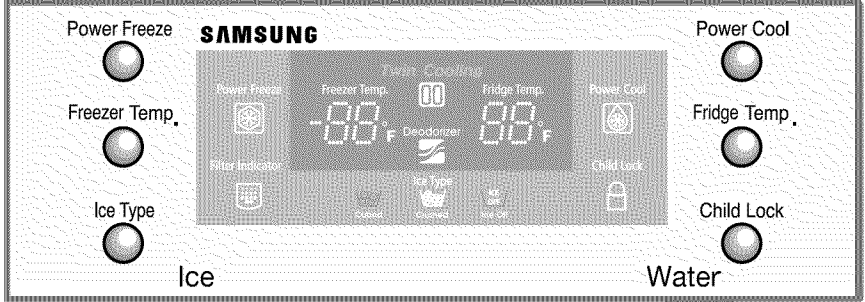 Power Freeze
SAMSUNG
Power Cool
Twin Cooling
Power Freeze
Freezer Temp.
Fridge Temp.
Power Cool
Freezer Temp.
-88°F
Deodorizer
88°F
Fridge Temp.
Filter Indicator
Child Lock
Ice Type
Ice Type
Cubed
Crushed
ICE OFF
Ice Off
Child Lock
Ice
Water